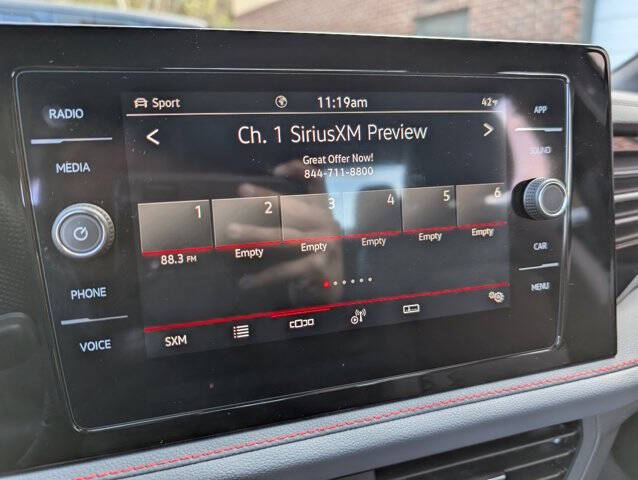 RADIO
MEDIA
PHONE
VOICE
Sport 11:19am 42°F
Ch. 1 SiriusXM Preview
Great Offer Now!
844-711-8800
1 2 3 4 5 6
88.3 FM Empty Empty Empty Empty Empty
SXM
APP
SOUND
CAR
MENU